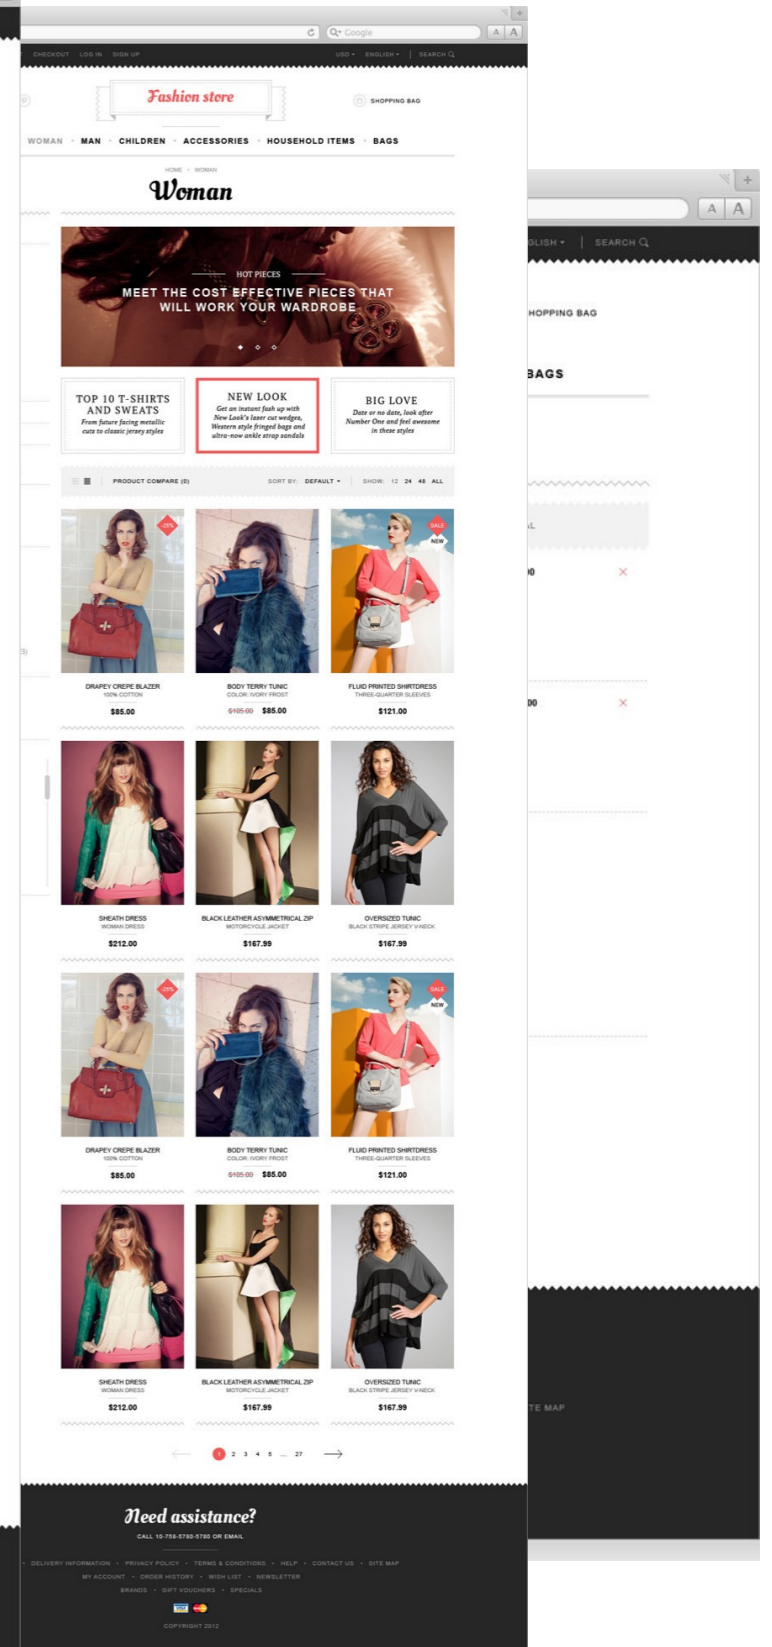 Google
A A
CHECKOUT LOG IN SIGN UP
USD ENGLISH SEARCH
Fashion store
SHOPPING BAG
WOMAN MAN CHILDREN ACCESSORIES HOUSEHOLD ITEMS BAGS
HOME WOMAN
Woman
HOT PIECES
MEET THE COST EFFECTIVE PIECES THAT
WILL WORK YOUR WARDROBE
TOP 10 T-SHIRTS
AND SWEATS
From future facing metallic
cuts to classic jersey styles
NEW LOOK
Get an instant fash up with
New Look's laser cut wedges,
Western style fringed bags and
ultra-now ankle strap sandals
BIG LOVE
Date or no date, look after
Number One and feel awesome
in these styles
PRODUCT COMPARE (0) SORT BY: DEFAULT SHOW: 12 24 48 ALL
-25%
SALE
NEW
DRAPEY CREPE BLAZER
100% COTTON
$85.00
BODY TERRY TUNIC
COLOR: IVORY FROST
$105.00 $85.00
FLUID PRINTED SHIRTDRESS
THREE-QUARTER SLEEVES
$121.00
SHEATH DRESS
WOMAN DRESS
$212.00
BLACK LEATHER ASYMMETRICAL ZIP
MOTORCYCLE JACKET
$167.99
OVERSIZED TUNIC
BLACK STRIPE JERSEY V-NECK
$167.99
-25%
SALE
NEW
DRAPEY CREPE BLAZER
100% COTTON
$85.00
BODY TERRY TUNIC
COLOR: IVORY FROST
$105.00 $85.00
FLUID PRINTED SHIRTDRESS
THREE-QUARTER SLEEVES
$121.00
SHEATH DRESS
WOMAN DRESS
$212.00
BLACK LEATHER ASYMMETRICAL ZIP
MOTORCYCLE JACKET
$167.99
OVERSIZED TUNIC
BLACK STRIPE JERSEY V-NECK
$167.99
1 2 3 4 5 ... 27
Need assistance?
CALL 10-756-5780-5780 OR EMAIL
DELIVERY INFORMATION • PRIVACY POLICY • TERMS & CONDITIONS • HELP • CONTACT US • SITE MAP
MY ACCOUNT • ORDER HISTORY • WISH LIST • NEWSLETTER
BRANDS • GIFT VOUCHERS • SPECIALS
VISA
COPYRIGHT 2012
A A
GLISH SEARCH
HOPPING BAG
BAGS
AL
00
00
TE MAP